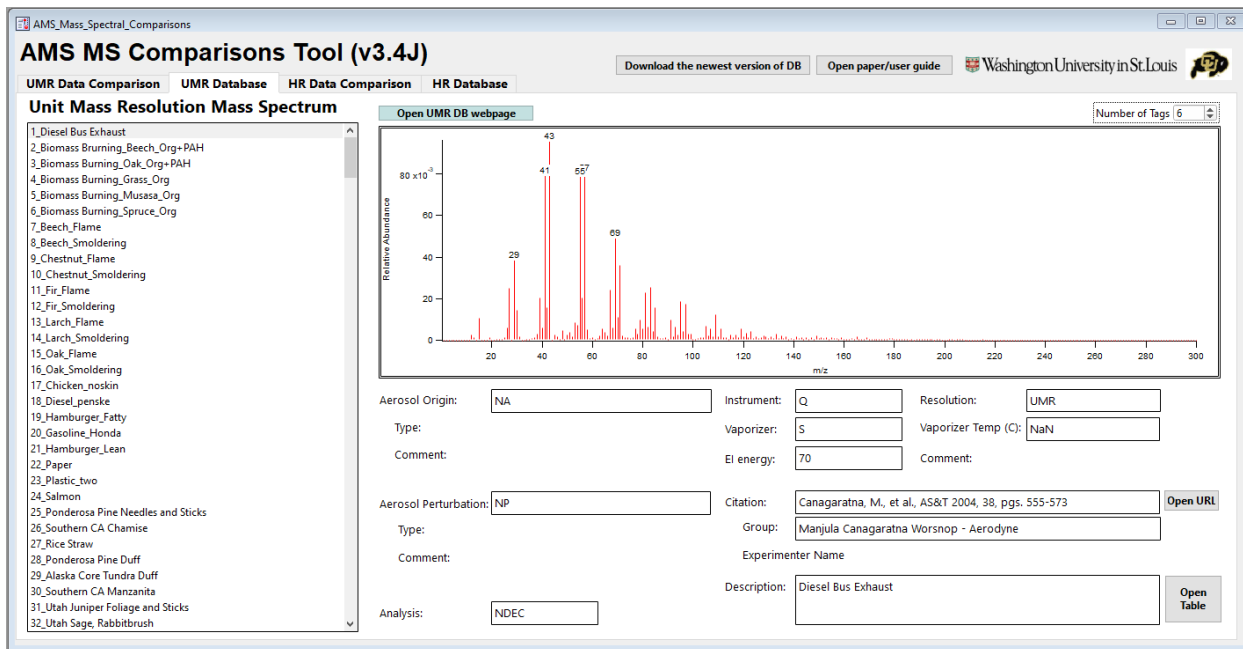 AMS_Mass_Spectral_Comparisons
AMS MS Comparisons Tool (v3.4J)
Download the newest version of DB
Open paper/user guide
Washington University in St.Louis
UMR Data Comparison
UMR Database
HR Data Comparison
HR Database
Unit Mass Resolution Mass Spectrum
Open UMR DB webpage
Number of Tags 6
1_Diesel Bus Exhaust
2_Biomass Brurning_Beech_Org+PAH
3_Biomass Burning_Oak_Org+PAH
4_Biomass Burning_Grass_Org
5_Biomass Burning_Musasa_Org
6_Biomass Burning_Spruce_Org
7_Beech_Flame
8_Beech_Smoldering
9_Chestnut_Flame
10_Chestnut_Smoldering
11_Fir_Flame
12_Fir_Smoldering
13_Larch_Flame
14_Larch_Smoldering
15_Oak_Flame
16_Oak_Smoldering
17_Chicken_noskin
18_Diesel_penske
19_Hamburger_Fatty
20_Gasoline_Honda
21_Hamburger_Lean
22_Paper
23_Plastic_two
24_Salmon
25_Ponderosa Pine Needles and Sticks
26_Southern CA Chamise
27_Rice Straw
28_Ponderosa Pine Duff
29_Alaska Core Tundra Duff
30_Southern CA Manzanita
31_Utah Juniper Foliage and Sticks
32_Utah Sage, Rabbitbrush
43
80 x10⁻³
41
55
69
60
29
40
20
0
Relative Abundance
20 40 60 80 100 120 140 160 180 200 220 240 260 280 300
m/z
Aerosol Origin: NA
Type:
Comment:
Instrument: Q
Resolution: UMR
Vaporizer: S
Vaporizer Temp (C): NaN
EI energy: 70
Comment:
Aerosol Perturbation: NP
Type:
Comment:
Citation: Canagaratna, M., et al., AS&T 2004, 38, pgs. 555-573
Open URL
Group: Manjula Canagaratna Worsnop - Aerodyne
Experimenter Name
Description: Diesel Bus Exhaust
Open
Table
Analysis: NDEC